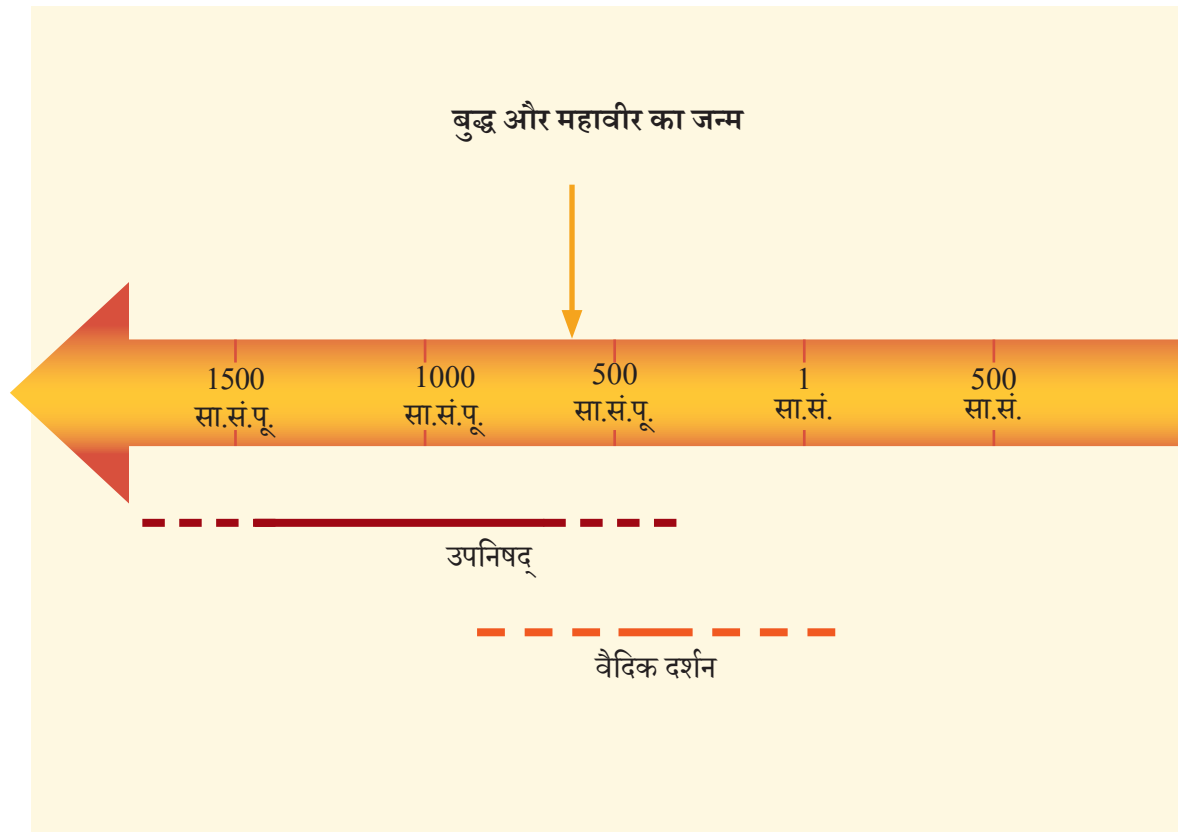 बुद्ध और महावीर का जन्म
1500 1000 500 1 500
सा.सं.पू. सा.सं.पू. सा.सं.पू. सा.सं. सा.सं.
उपनिषद्
वैदिक दर्शन